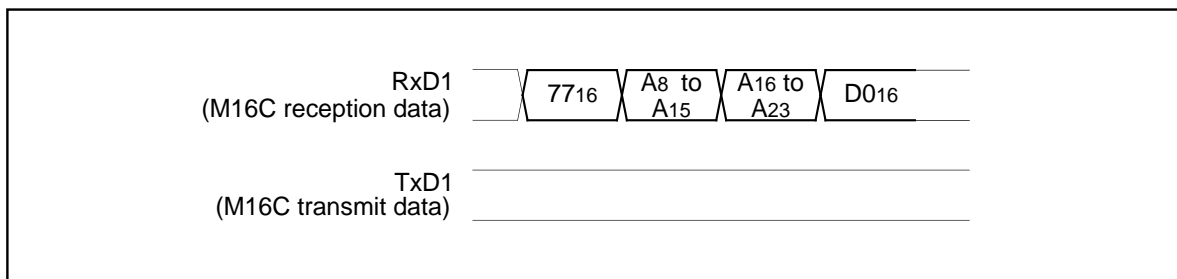 RxD1
(M16C reception data)
7716
A8 to
A15
A16 to
A23
D016
TxD1
(M16C transmit data)